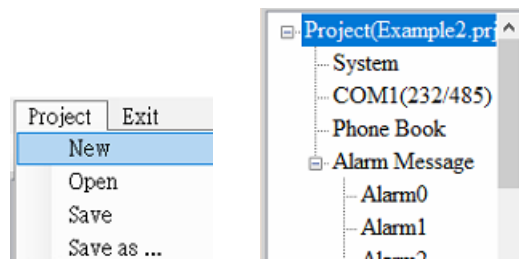 Project Exit
New
Open
Save
Save as ...
Project(Example2.prj
System
COM1(232/485)
Phone Book
Alarm Message
Alarm0
Alarm1
Alarm2